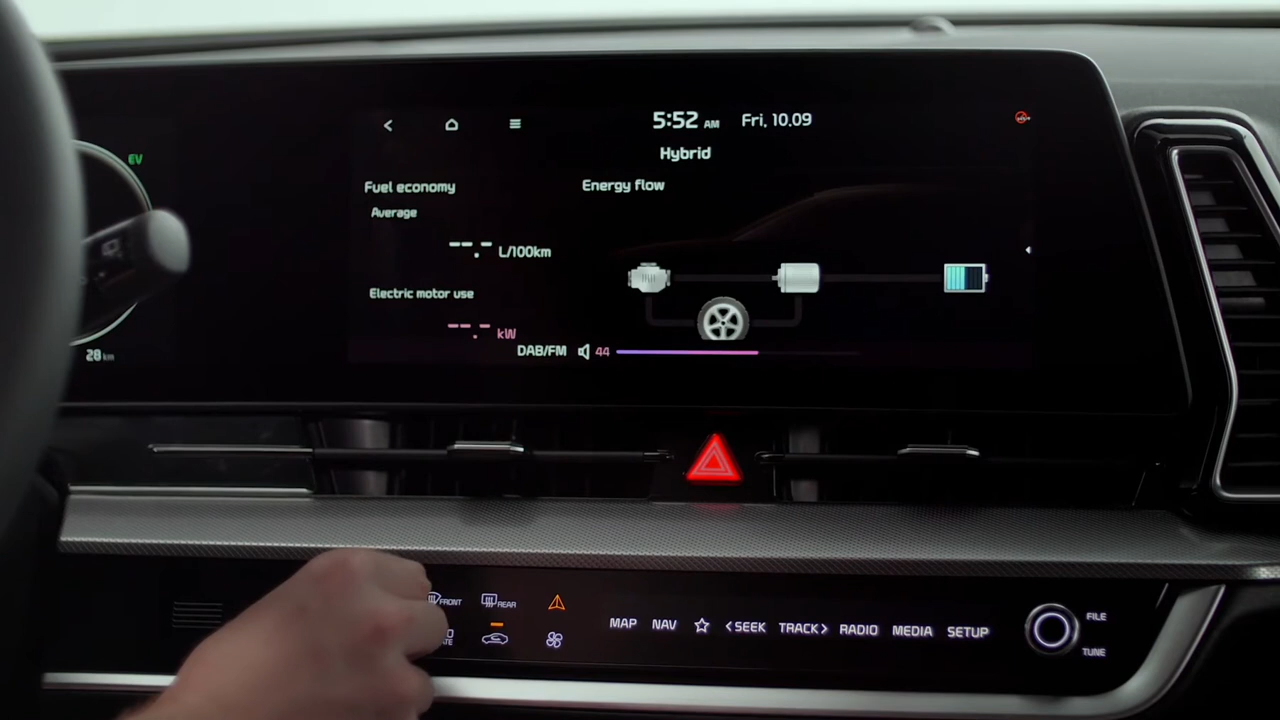 5:52 AM Fri, 10.09
Hybrid
EV
Fuel economy
Energy flow
Average
--.- L/100km
Electric motor use
--.- kW
DAB/FM 44
28 km
FRONT REAR
MAP NAV <SEEK TRACK> RADIO MEDIA SETUP
FILE
TUNE